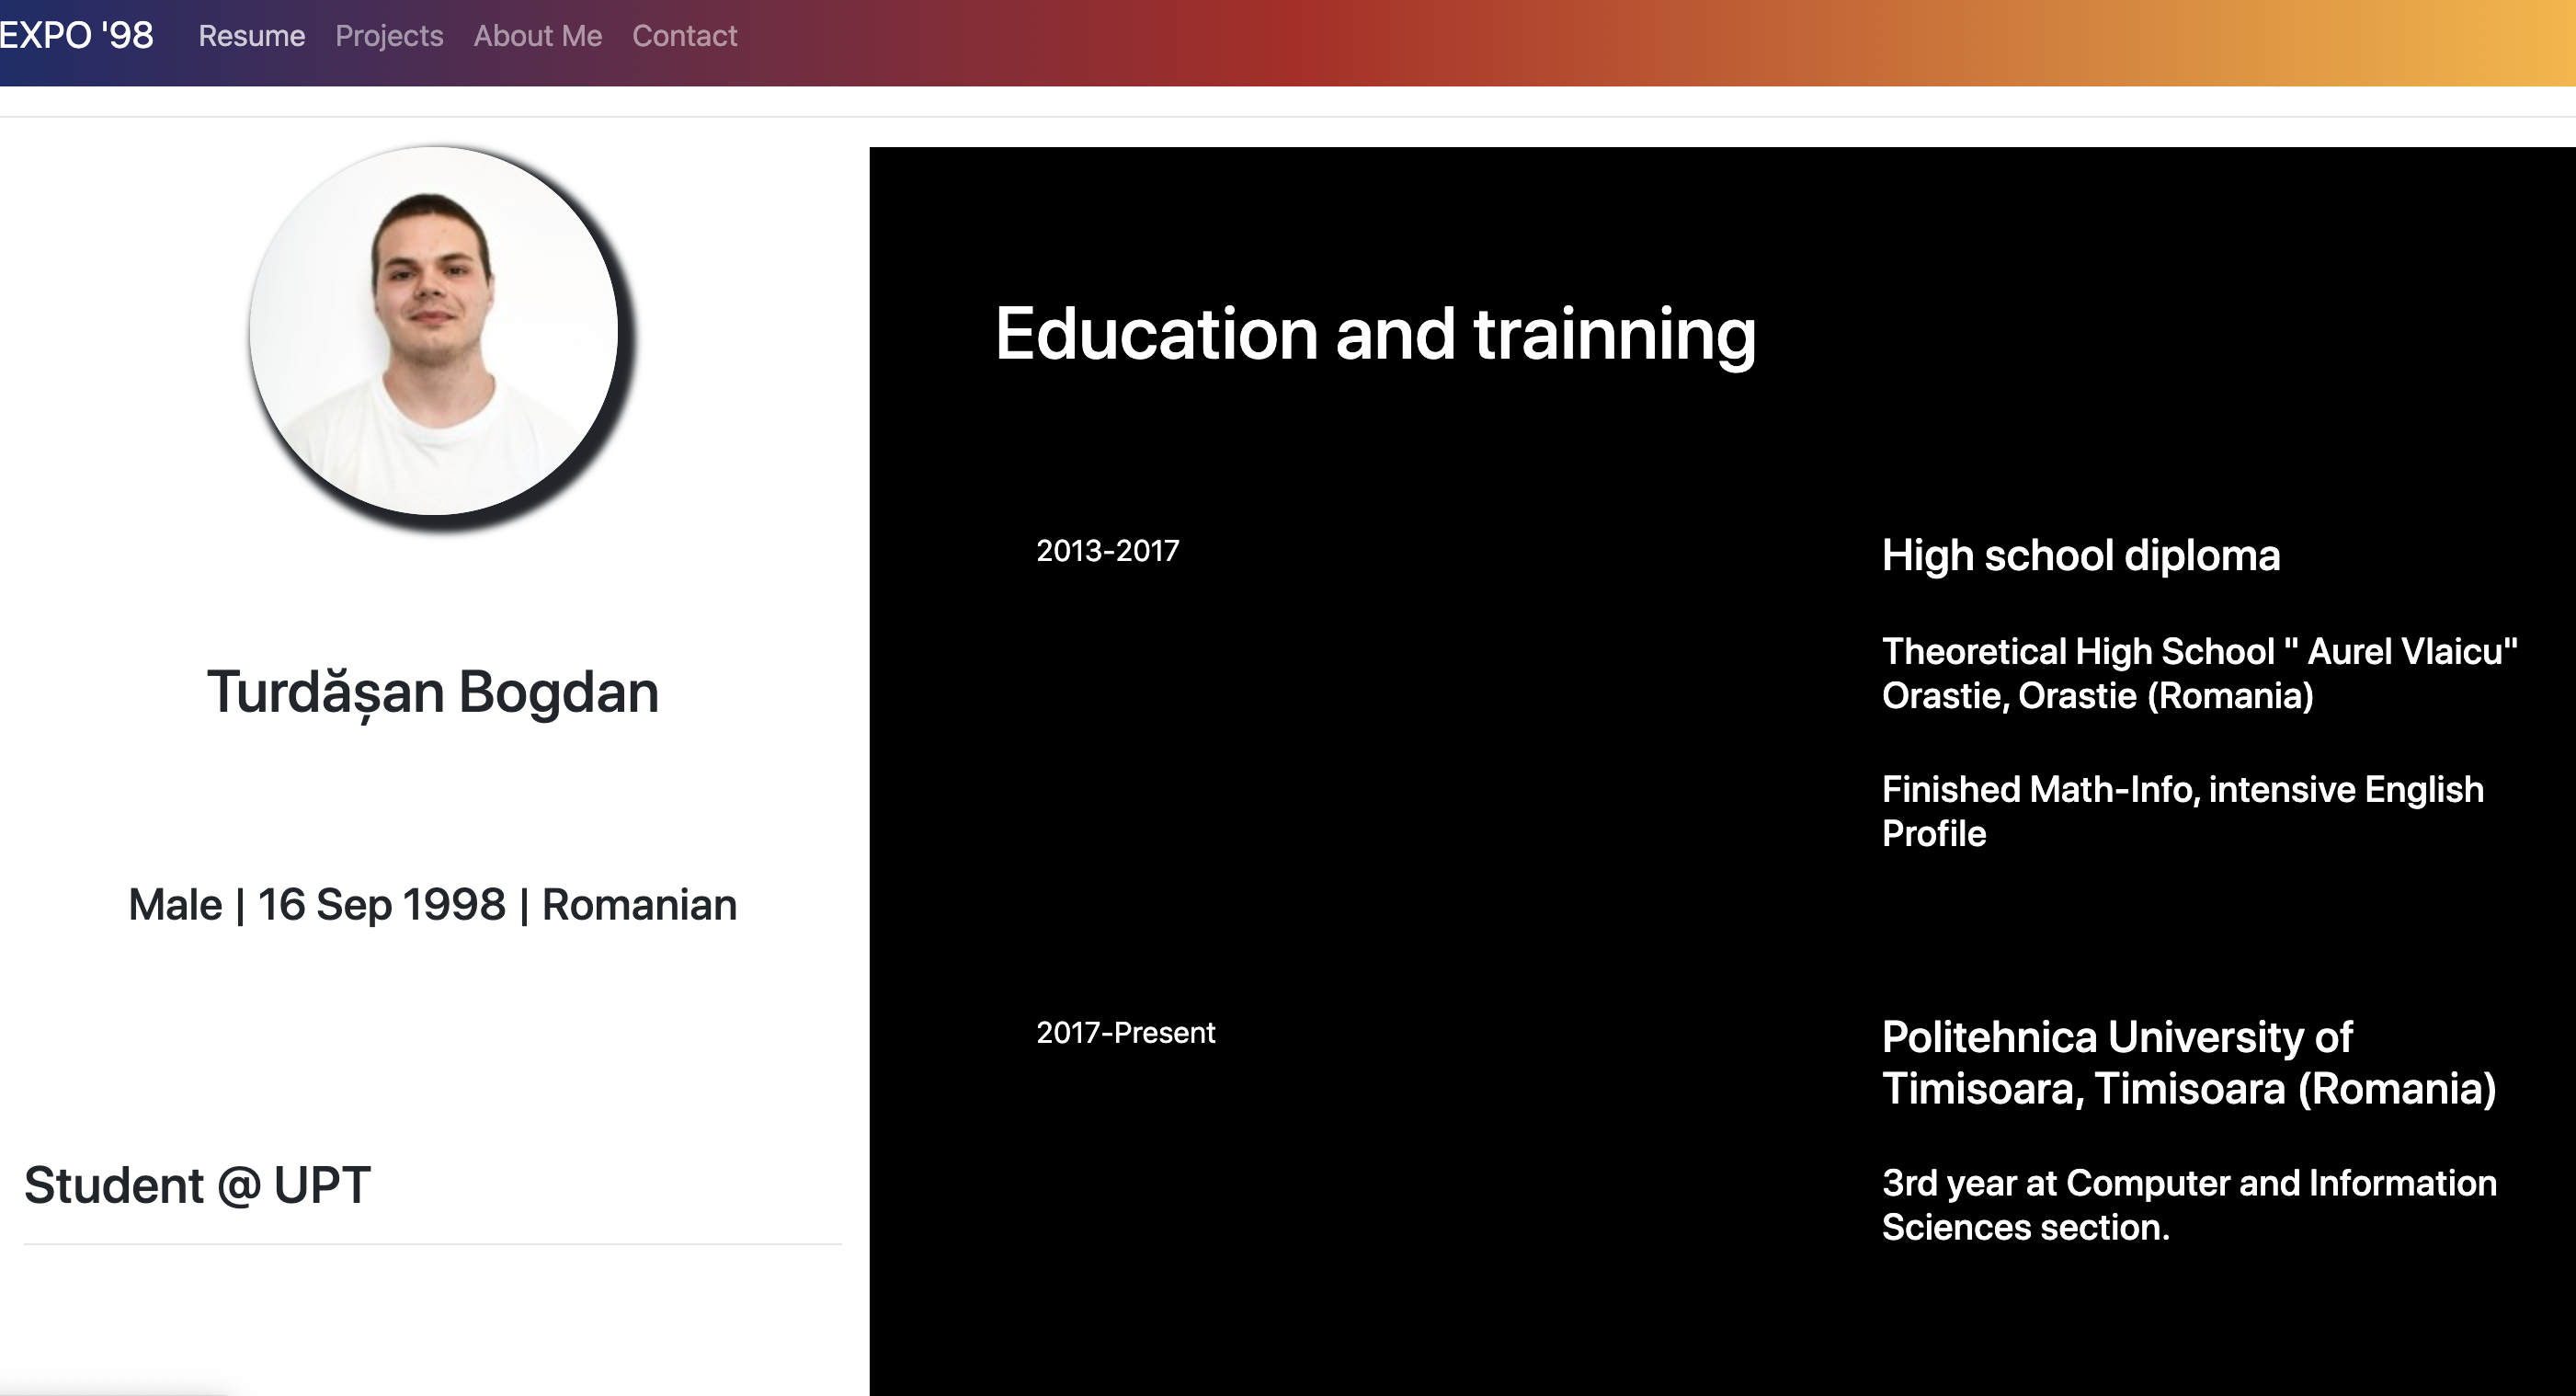 EXPO '98 Resume Projects About Me Contact
Turdășan Bogdan
Male | 16 Sep 1998 | Romanian
Student @ UPT
Education and trainning
2013-2017
High school diploma
Theoretical High School " Aurel Vlaicu"
Orastie, Orastie (Romania)
Finished Math-Info, intensive English
Profile
2017-Present
Politehnica University of
Timisoara, Timisoara (Romania)
3rd year at Computer and Information
Sciences section.